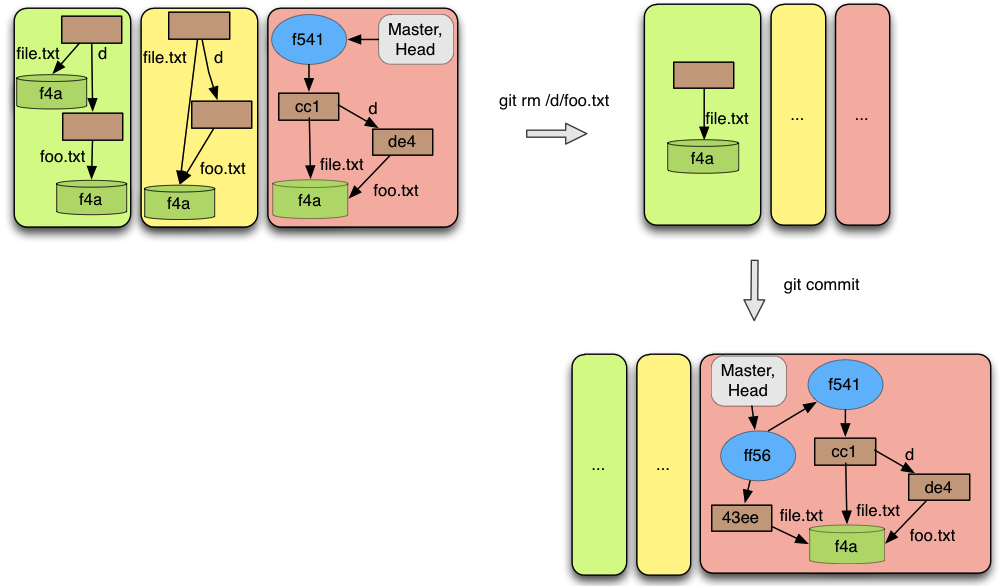 file.txt
d
f4a
foo.txt
f4a
file.txt
d
foo.txt
f4a
f541
Master,
Head
cc1
d
de4
file.txt
foo.txt
f4a
git rm /d/foo.txt
file.txt
f4a
...
...
git commit
...
...
Master,
Head
f541
ff56
cc1
d
de4
43ee
file.txt
file.txt
foo.txt
f4a